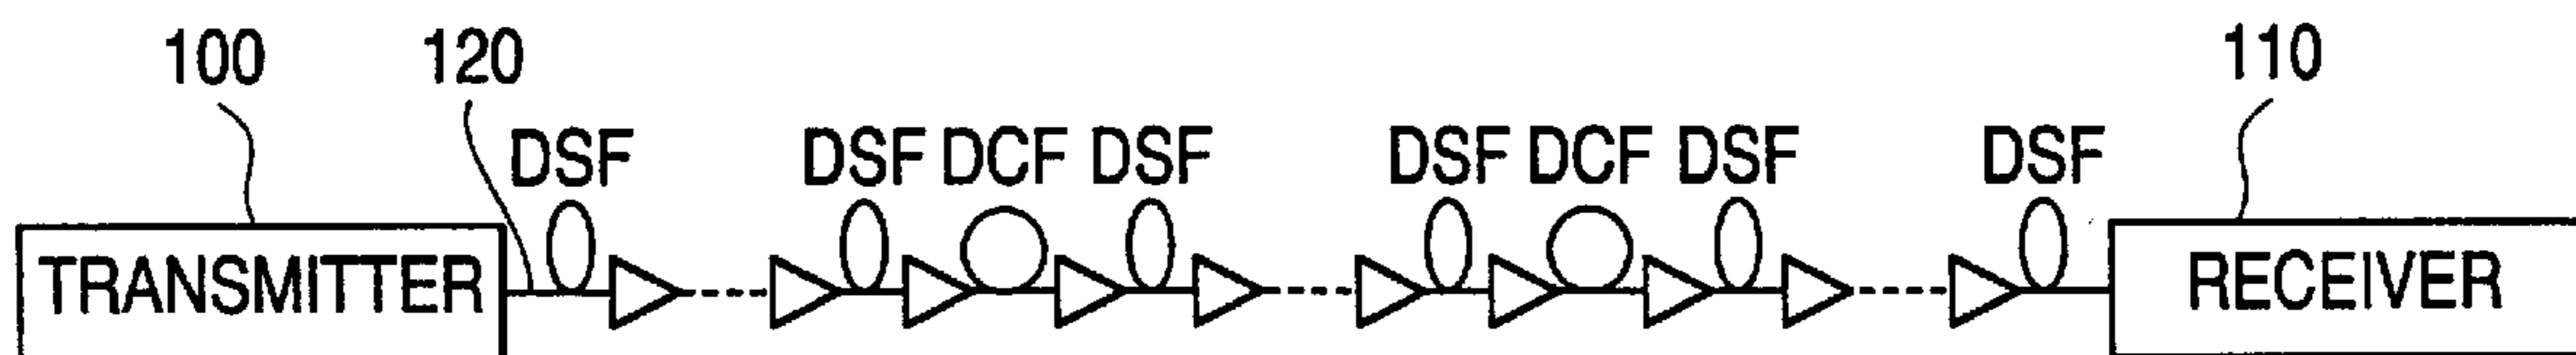 100 120 110
DSF DSF DCF DSF DSF DCF DSF DSF
TRANSMITTER RECEIVER